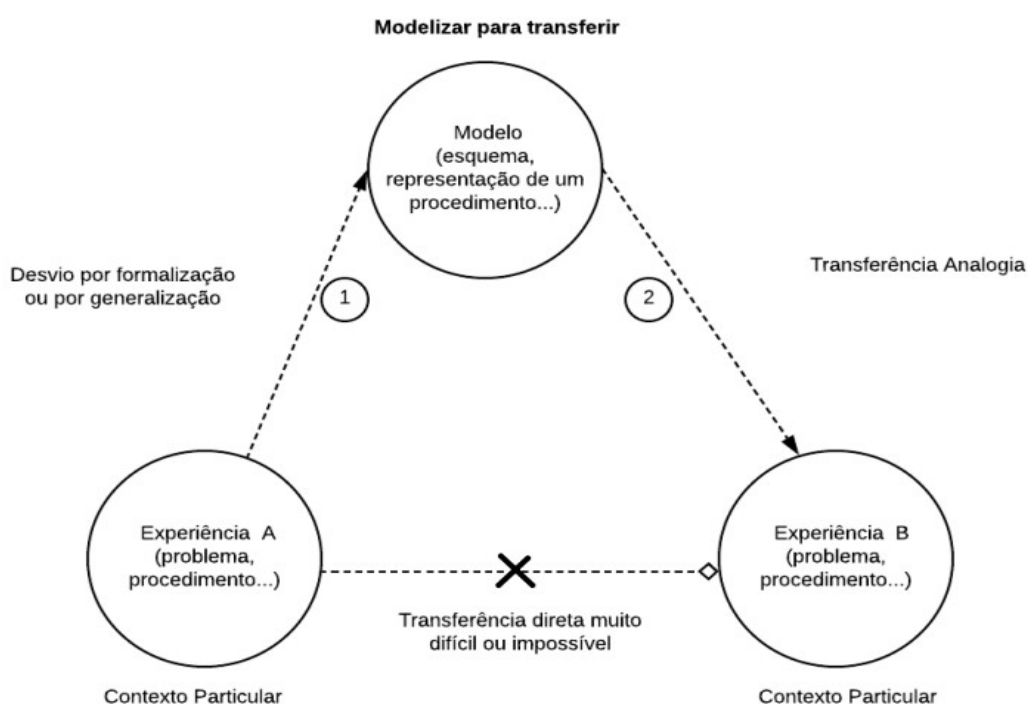 Modelizar para transferir
Modelo
(esquema,
representação de um
procedimento...)
Desvio por formalização
ou por generalização
1
2
Transferência Analogia
Experiência A
(problema,
procedimento...)
Experiência B
(problema,
procedimento...)
Transferência direta muito
difícil ou impossível
Contexto Particular
Contexto Particular